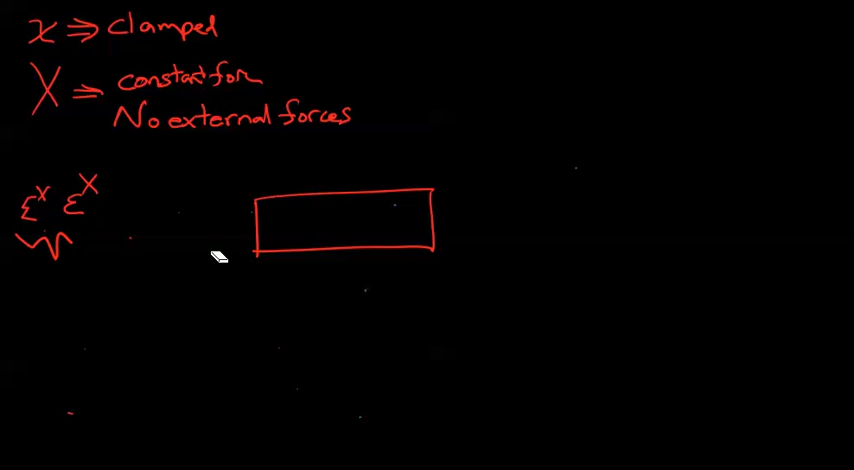 x ⇒ Clamped
X ⇒ Constant for
No external forces
ε^x ε^X